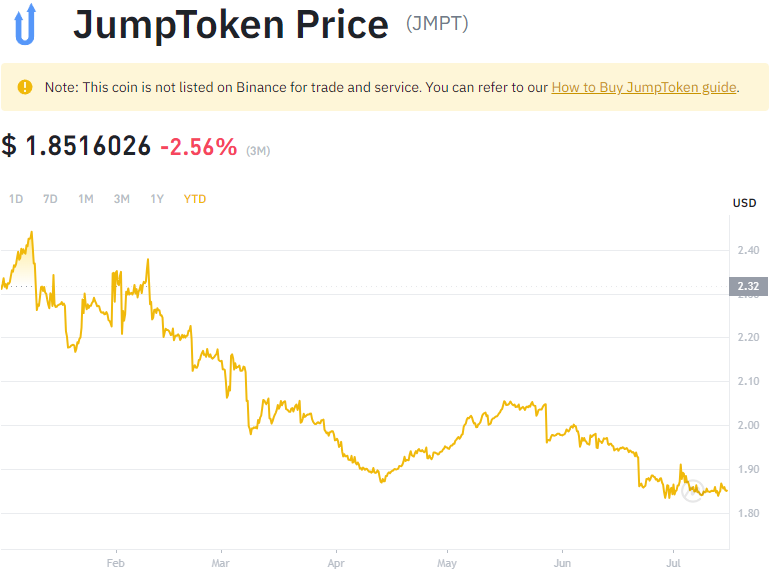 JumpToken Price (JMPT)
Note: This coin is not listed on Binance for trade and service. You can refer to our How to Buy JumpToken guide.
$ 1.8516026 -2.56% (3M)
1D 7D 1M 3M 1Y YTD
USD
2.40
2.32
2.20
2.10
2.00
1.90
1.80
Feb Mar Apr May Jun Jul